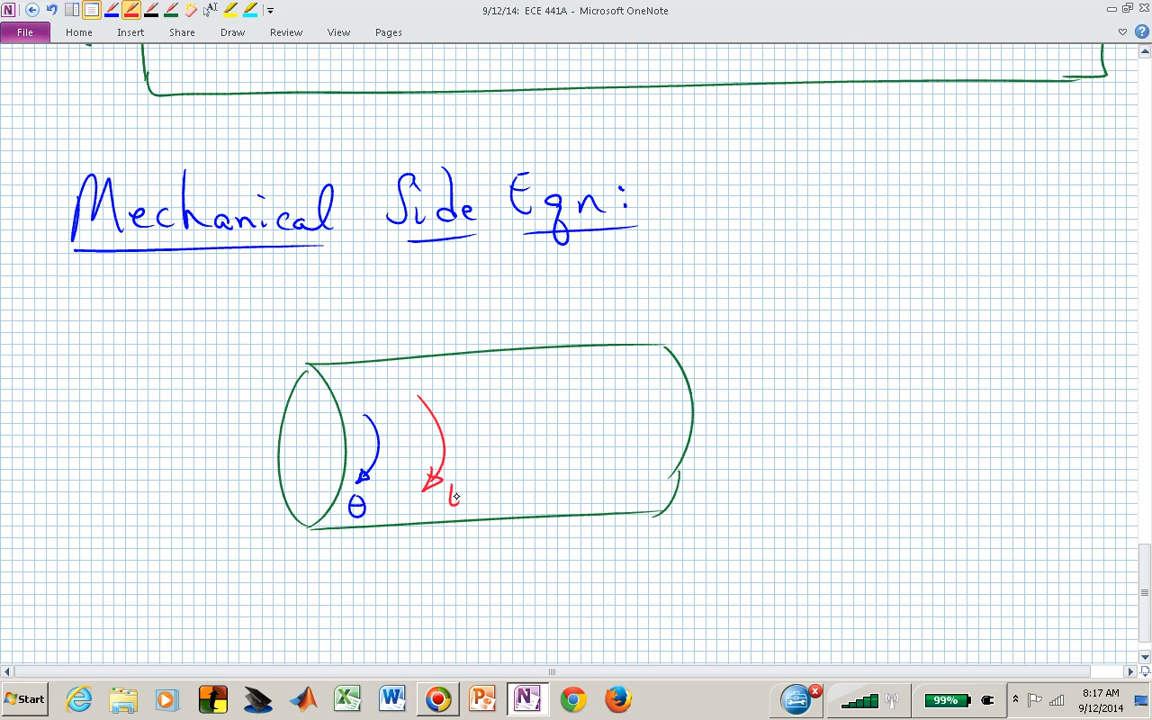 9/12/14: ECE 441A - Microsoft OneNote
File Home Insert Share Draw Review View Pages
Mechanical Side Eqn:
θ
Start 99% 8:17 AM
9/12/2014